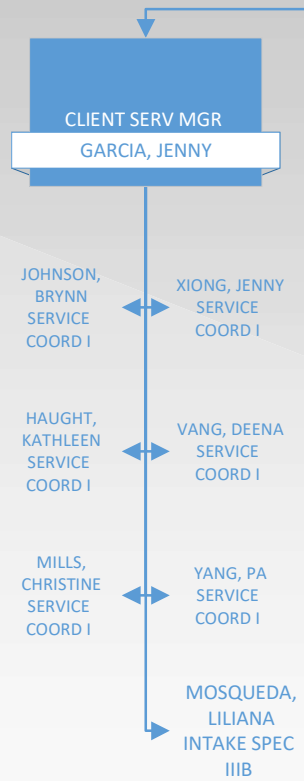 CLIENT SERV MGR
GARCIA, JENNY
JOHNSON,
BRYNN
SERVICE
COORD I
XIONG, JENNY
SERVICE
COORD I
HAUGHT,
KATHLEEN
SERVICE
COORD I
VANG, DEENA
SERVICE
COORD I
MILLS,
CHRISTINE
SERVICE
COORD I
YANG, PA
SERVICE
COORD I
MOSQUEDA,
LILIANA
INTAKE SPEC
IIIB